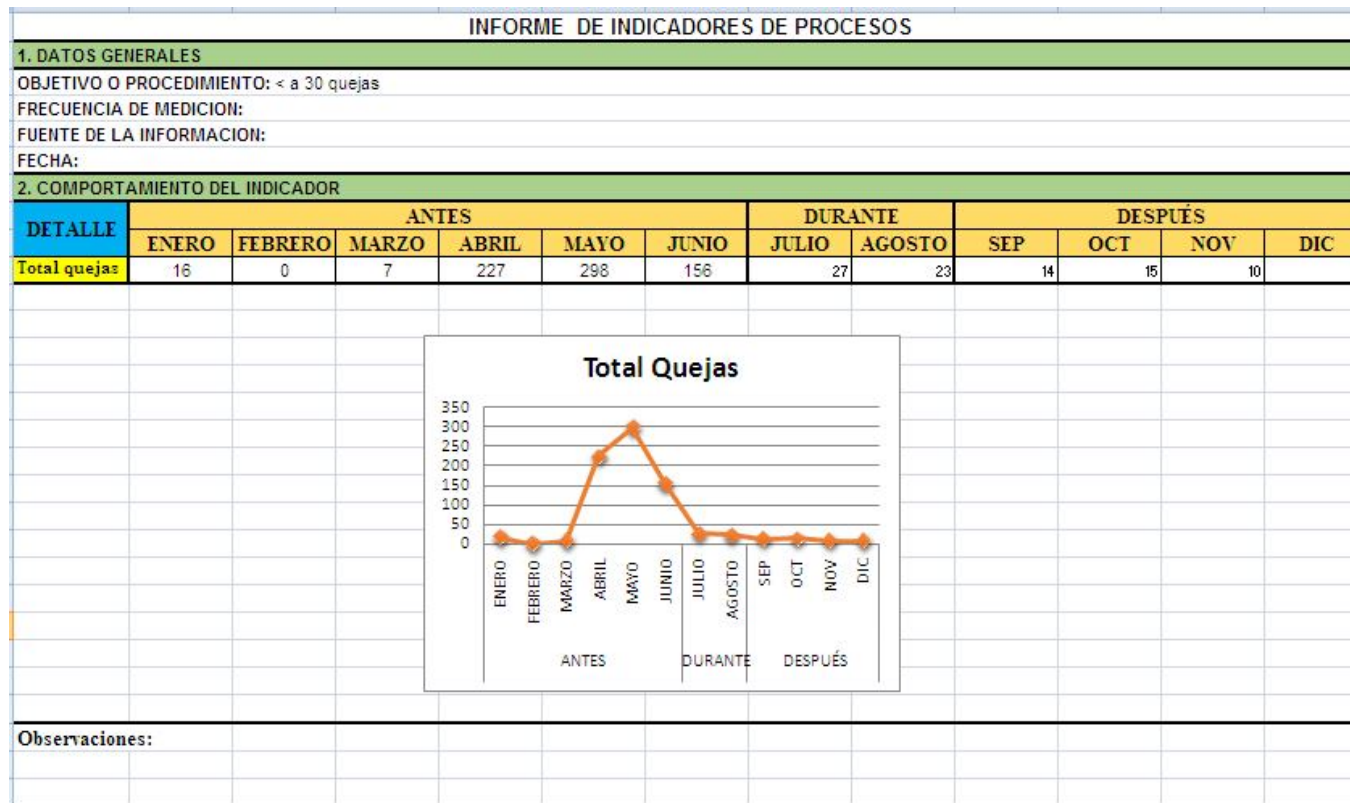 INFORME DE INDICADORES DE PROCESOS
1. DATOS GENERALES
OBJETIVO O PROCEDIMIENTO: < a 30 quejas
FRECUENCIA DE MEDICION:
FUENTE DE LA INFORMACION:
FECHA:
2. COMPORTAMIENTO DEL INDICADOR
DETALLE ANTES DURANTE DESPUÉS
ENERO FEBRERO MARZO ABRIL MAYO JUNIO JULIO AGOSTO SEP OCT NOV DIC
Total quejas 16 0 7 227 298 156 27 23 14 15 10
Total Quejas
350
300
250
200
150
100
50
0
ENERO FEBRERO MARZO ABRIL MAYO JUNIO JULIO AGOSTO SEP OCT NOV DIC
ANTES DURANTE DESPUÉS
Observaciones: